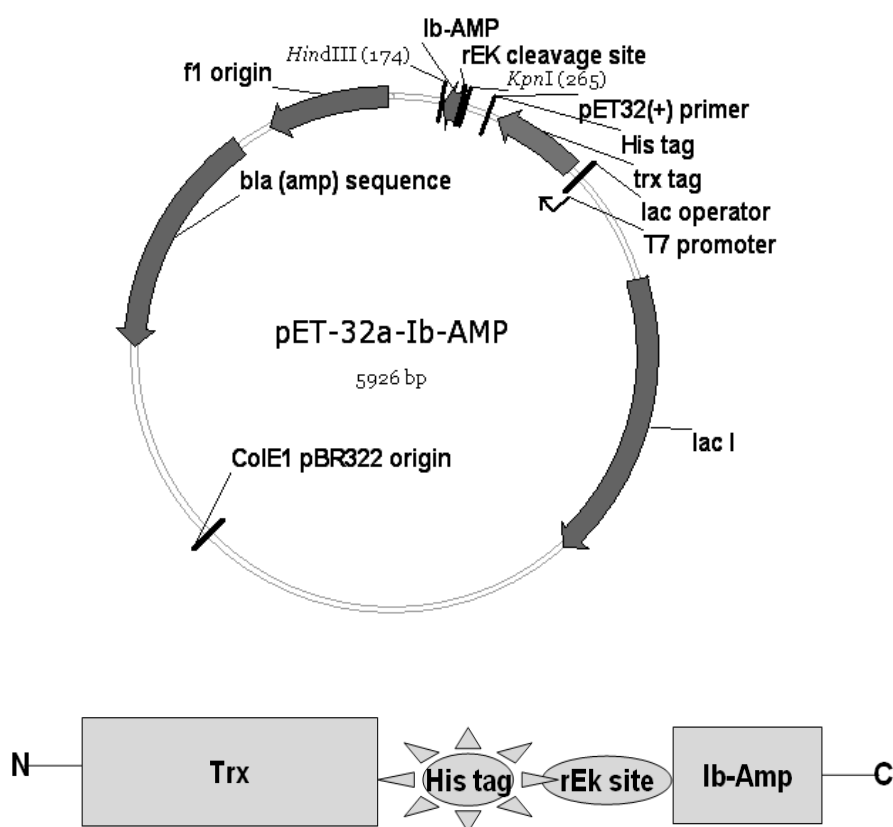 Ib-AMP
HindIII (174)
rEK cleavage site
KpnI (265)
f1 origin
pET32(+) primer
His tag
bla (amp) sequence
trx tag
lac operator
T7 promoter
pET-32a-Ib-AMP
5926 bp
lac I
ColE1 pBR322 origin
N
Trx
His tag
rEk site
Ib-Amp
C